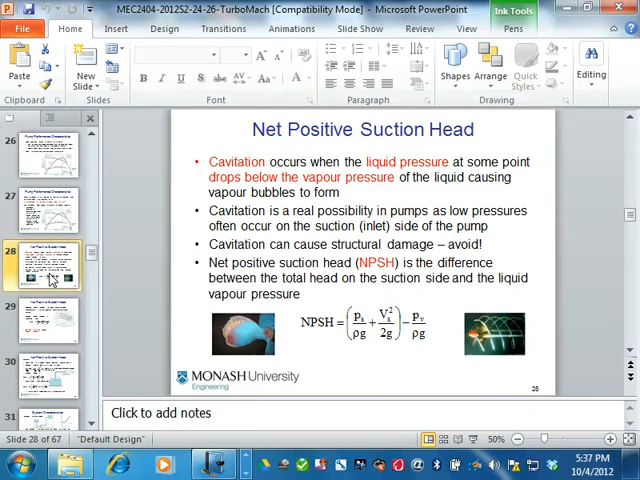 MEC2404-2012S2-24-26-TurboMach [Compatibility Mode] - Microsoft PowerPoint
Ink Tools
File
Home
Insert
Design
Transitions
Animations
Slide Show
Review
View
Pens
Paste
New
Slide
Shapes
Arrange
Quick
Styles
Editing
Clipboard
Slides
Font
Paragraph
Drawing
26
27
28
29
30
31
Net Positive Suction Head
• Cavitation occurs when the liquid pressure at some point
drops below the vapour pressure of the liquid causing
vapour bubbles to form
• Cavitation is a real possibility in pumps as low pressures
often occur on the suction (inlet) side of the pump
• Cavitation can cause structural damage – avoid!
• Net positive suction head (NPSH) is the difference
between the total head on the suction side and the liquid
vapour pressure
NPSH = (pₛ/ρg + Vₛ²/2g) − pᵥ/ρg
MONASH University
Engineering
28
Click to add notes
Slide 28 of 67
"Default Design"
50%
5:37 PM
10/4/2012